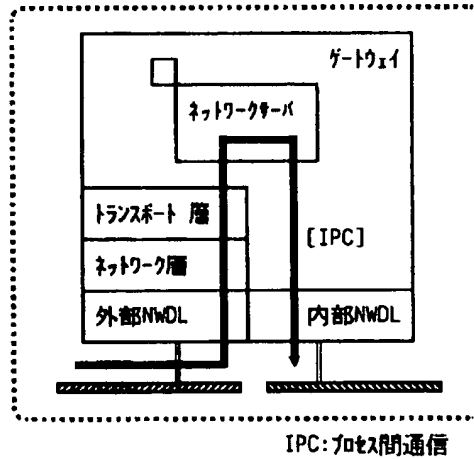 ゲートウェイ
ネットワークサーバ
トランスポート 層
[IPC]
ネットワーク層
外部NWDL
内部NWDL
IPC:プロセス間通信